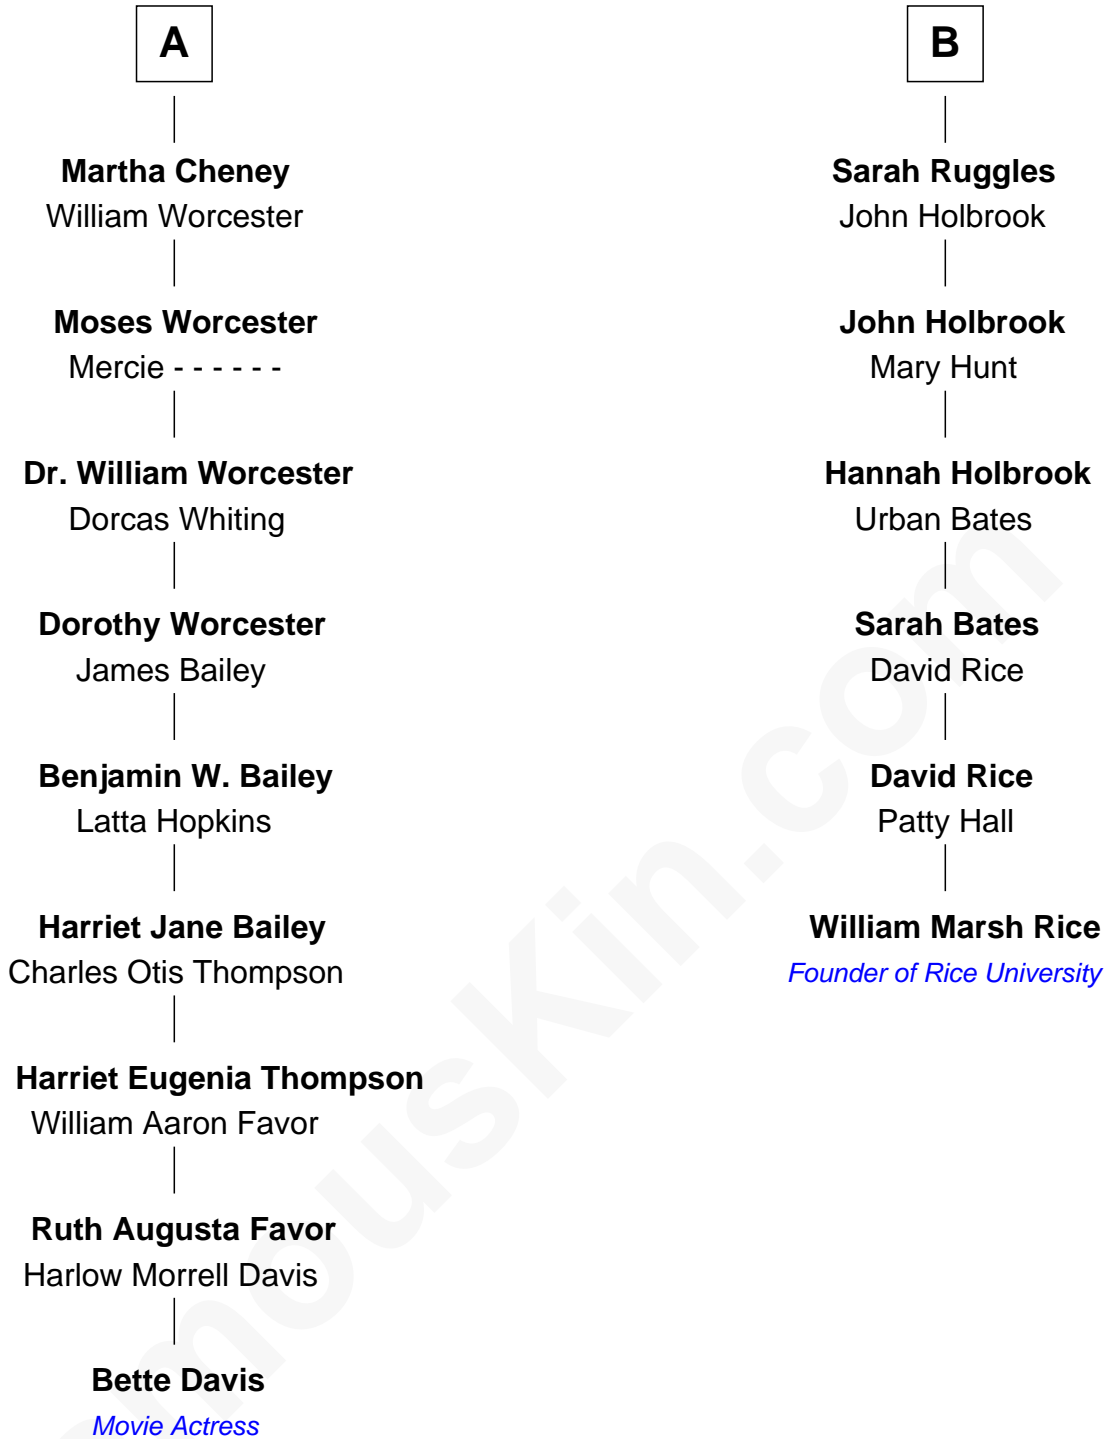 A
Martha Cheney
William Worcester
Moses Worcester
Mercie - - - - - -
Dr. William Worcester
Dorcas Whiting
Dorothy Worcester
James Bailey
Benjamin W. Bailey
Latta Hopkins
Harriet Jane Bailey
Charles Otis Thompson
Harriet Eugenia Thompson
William Aaron Favor
Ruth Augusta Favor
Harlow Morrell Davis
Bette Davis
Movie Actress
B
Sarah Ruggles
John Holbrook
John Holbrook
Mary Hunt
Hannah Holbrook
Urban Bates
Sarah Bates
David Rice
David Rice
Patty Hall
William Marsh Rice
Founder of Rice University
mouskin.com